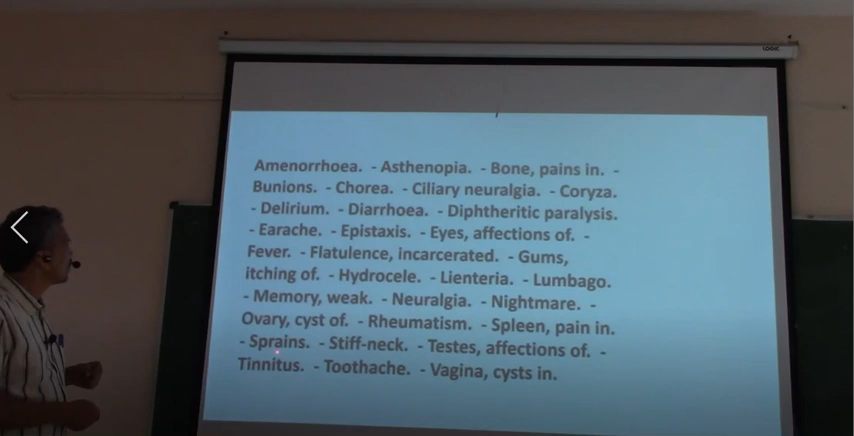 LOGIC
Amenorrhoea. - Asthenopia. - Bone, pains in. -
Bunions. - Chorea. - Ciliary neuralgia. - Coryza.
- Delirium. - Diarrhoea. - Diphtheritic paralysis.
- Earache. - Epistaxis. - Eyes, affections of. -
Fever. - Flatulence, incarcerated. - Gums,
itching of. - Hydrocele. - Lienteria. - Lumbago.
- Memory, weak. - Neuralgia. - Nightmare. -
Ovary, cyst of. - Rheumatism. - Spleen, pain in.
- Sprains. - Stiff-neck. - Testes, affections of. -
Tinnitus. - Toothache. - Vagina, cysts in.